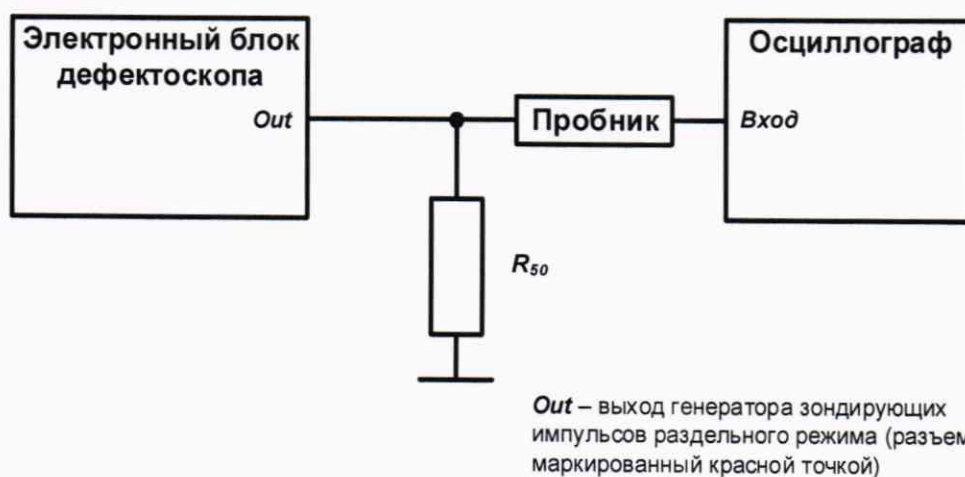 Электронный блок
дефектоскопа
Out
Пробник
Осциллограф
Вход
R50
Out – выход генератора зондирующих
импульсов раздельного режима (разъем
маркированный красной точкой)